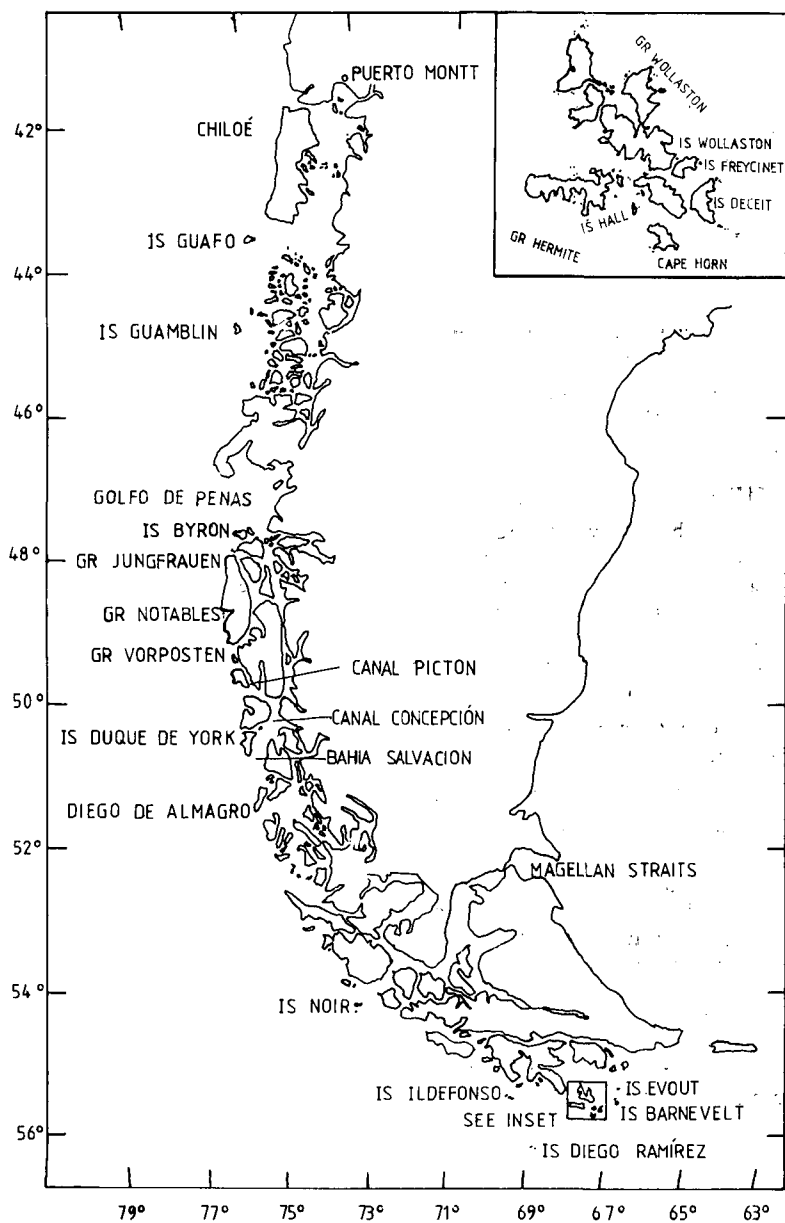 PUERTO MONTT
42°
CHILOÉ
IS GUAFO
44°
IS GUAMBLIN
46°
GOLFO DE PENAS
IS BYRON
48°
GR JUNGFRAUEN
GR NOTABLES
GR VORPOSTEN
CANAL PICTON
50°
CANAL CONCEPCIÓN
IS DUQUE DE YORK
BAHIA SALVACION
DIEGO DE ALMAGRO
52°
MAGELLAN STRAITS
54°
IS NOIR
IS ILDEFONSO
IS EVOUT
SEE INSET
IS BARNEVELT
56°
IS DIEGO RAMÍREZ
79° 77° 75° 73° 71° 69° 67° 65° 63°
GR WOLLASTON
IS WOLLASTON
IS FREYCINET
IS DECEIT
IS HALL
GR HERMITE
CAPE HORN